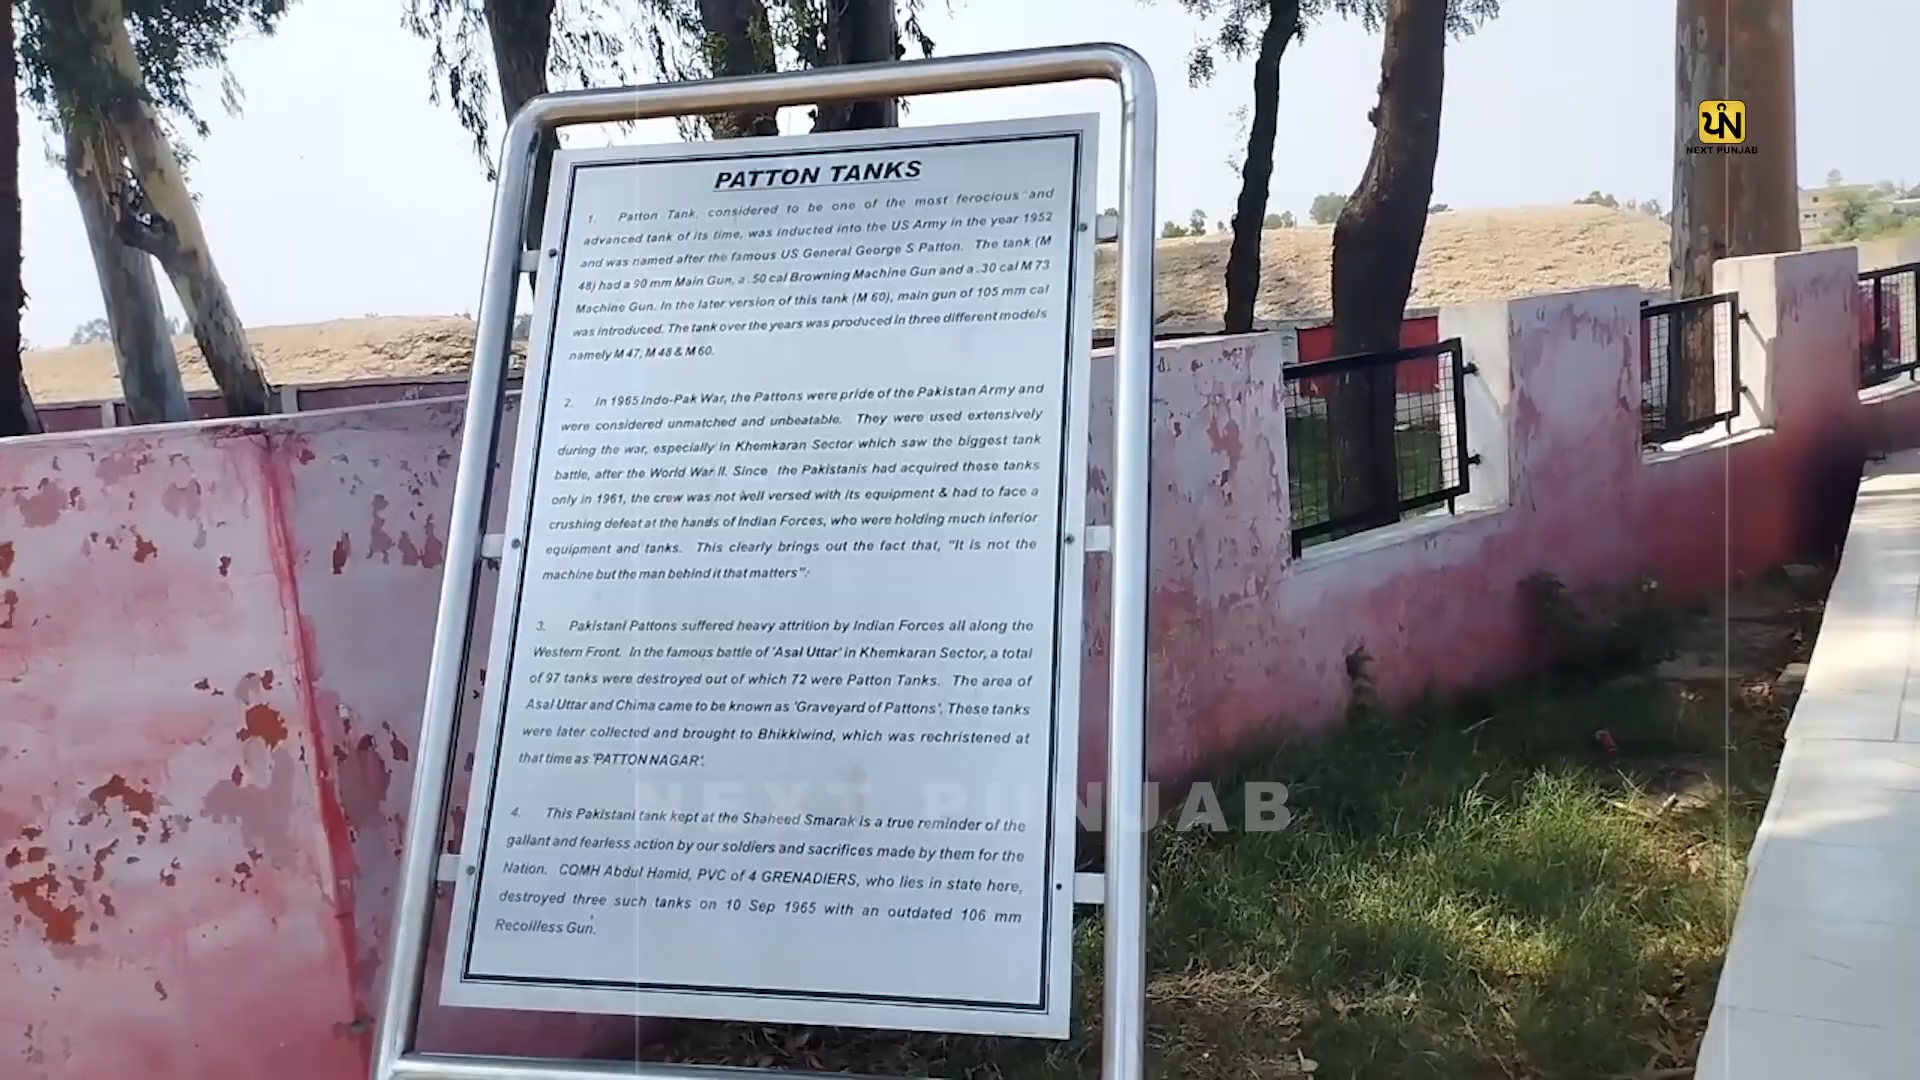 PATTON TANKS
1. Patton Tank, considered to be one of the most ferocious and
advanced tank of its time, was inducted into the US Army in the year 1952
and was named after the famous US General George S Patton. The tank (M
48) had a 90 mm Main Gun, a .50 cal Browning Machine Gun and a .30 cal M 73
Machine Gun. In the later version of this tank (M 60), main gun of 105 mm cal
was introduced. The tank over the years was produced in three different models
namely M 47, M 48 & M 60.
2. In 1965 Indo-Pak War, the Pattons were pride of the Pakistan Army and
were considered unmatched and unbeatable. They were used extensively
during the war, especially in Khemkaran Sector which saw the biggest tank
battle, after the World War II. Since the Pakistanis had acquired these tanks
only in 1961, the crew was not well versed with its equipment & had to face a
crushing defeat at the hands of Indian Forces, who were holding much inferior
equipment and tanks. This clearly brings out the fact that, "It is not the
machine but the man behind it that matters".
3. Pakistani Pattons suffered heavy attrition by Indian Forces all along the
Western Front. In the famous battle of 'Asal Uttar' in Khemkaran Sector, a total
of 97 tanks were destroyed out of which 72 were Patton Tanks. The area of
Asal Uttar and Chima came to be known as 'Graveyard of Pattons'. These tanks
were later collected and brought to Bhikkiwind, which was rechristened at
that time as 'PATTON NAGAR'.
4. This Pakistani tank kept at the Shaheed Smarak is a true reminder of the
gallant and fearless action by our soldiers and sacrifices made by them for the
Nation. CQMH Abdul Hamid, PVC of 4 GRENADIERS, who lies in state here,
destroyed three such tanks on 10 Sep 1965 with an outdated 106 mm
Recoilless Gun.
ਪN
NEXT PUNJAB
NEXT PUNJAB